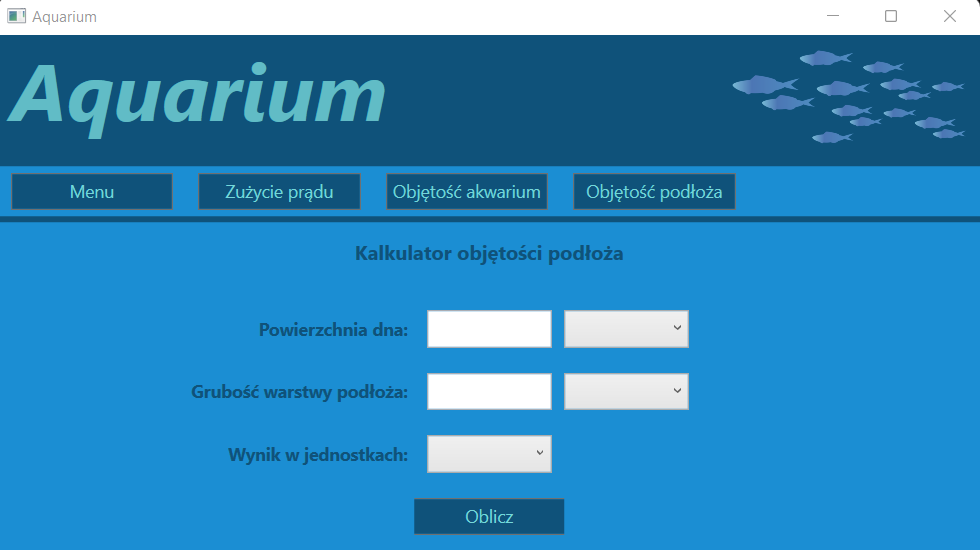 Aquarium
Aquarium
Menu Zużycie prądu Objętość akwarium Objętość podłoża
Kalkulator objętości podłoża
Powierzchnia dna:
Grubość warstwy podłoża:
Wynik w jednostkach:
Oblicz